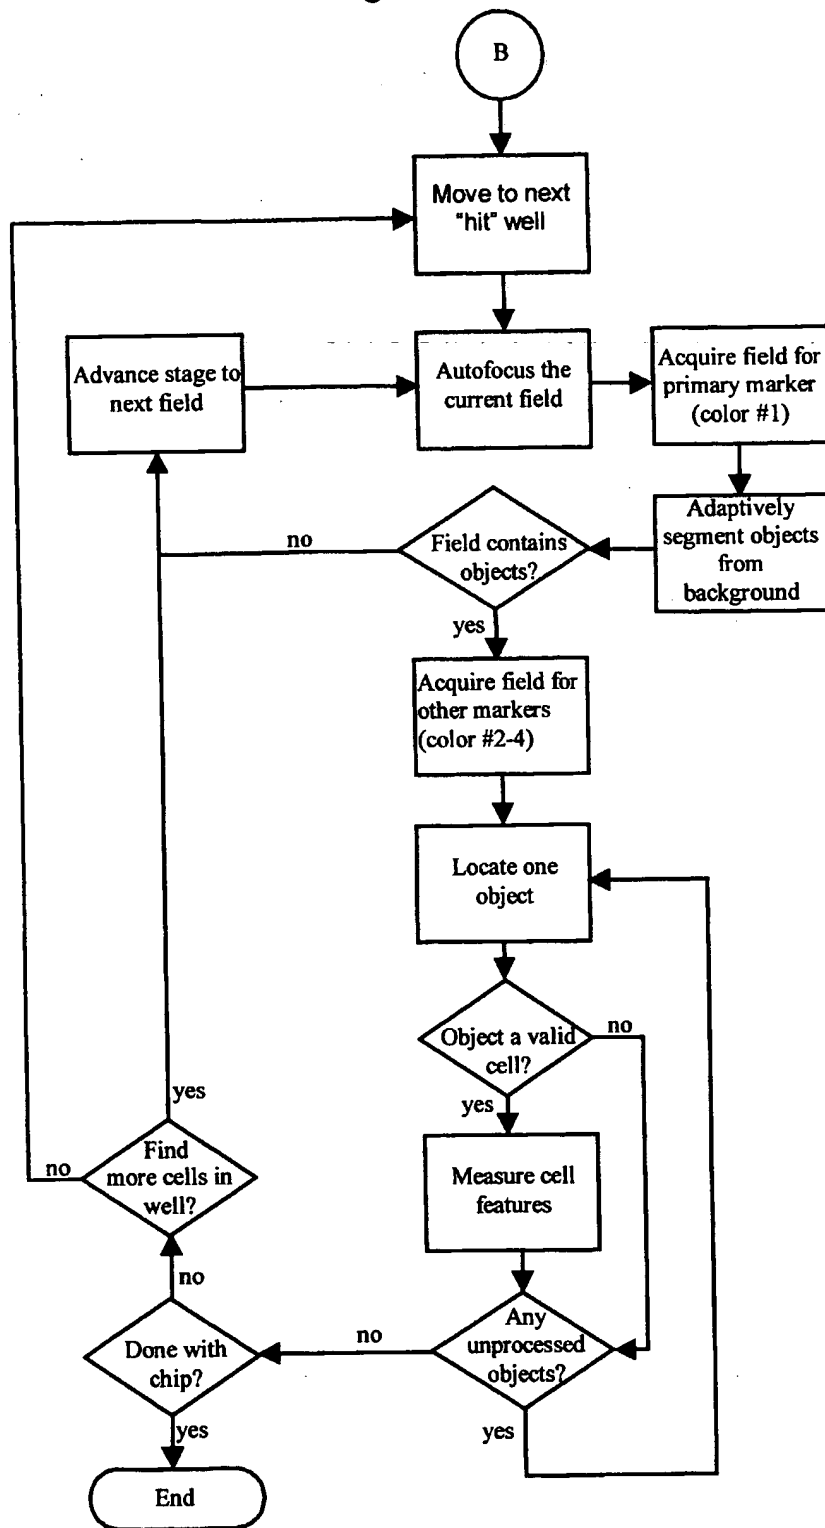 B
Move to next
"hit" well
Advance stage to
next field
Autofocus the
current field
Acquire field for
primary marker
(color #1)
Adaptively
segment objects
from
background
Field contains
objects?
no
yes
Acquire field for
other markers
(color #2-4)
Locate one
object
Object a valid
cell?
no
yes
Measure cell
features
Any
unprocessed
objects?
no
yes
Done with
chip?
no
yes
Find
more cells in
well?
no
yes
End